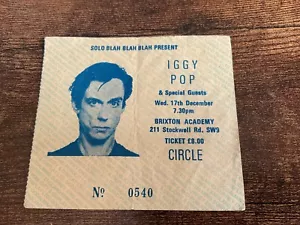 SOLO BLAH BLAH BLAH PRESENT
IGGY
POP
& Special Guests
Wed. 17th December
7.30pm
BRIXTON ACADEMY
211 Stockwell Rd. SW9
TICKET £8.00
CIRCLE
Nº 0540